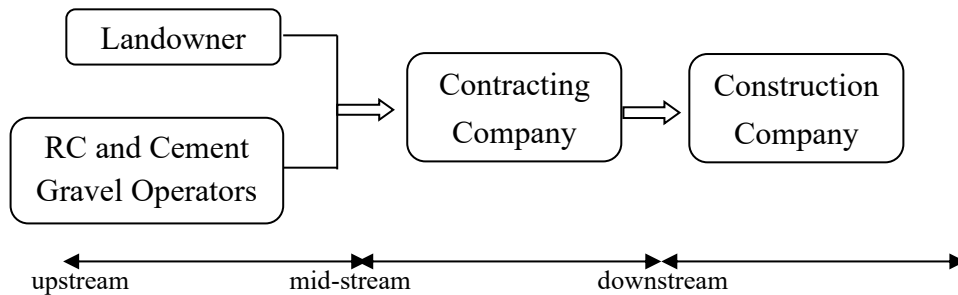 Landowner
RC and Cement
Gravel Operators
Contracting
Company
Construction
Company
upstream
mid-stream
downstream